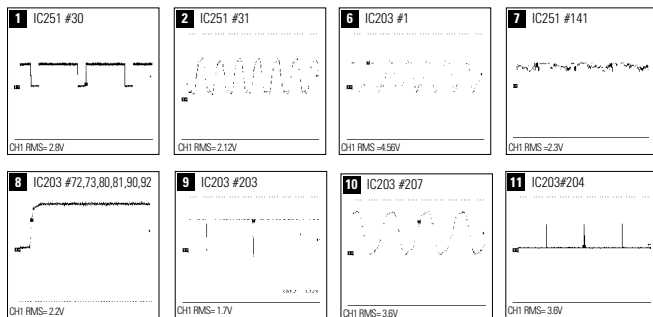 1 IC251 #30
2 IC251 #31
6 IC203 #1
7 IC251 #141
CH1 RMS= 2.8V
CH1 RMS= 2.12V
CH1 RMS =4.56V
CH1 RMS=2.3V
8 IC203 #72,73,80,81,90,92
9 IC203 #203
10 IC203 #207
11 IC203#204
CH1 RMS= 2.2V
CH1 RMS= 1.7V
CH1 RMS= 3.6V
CH1 RMS= 3.6V